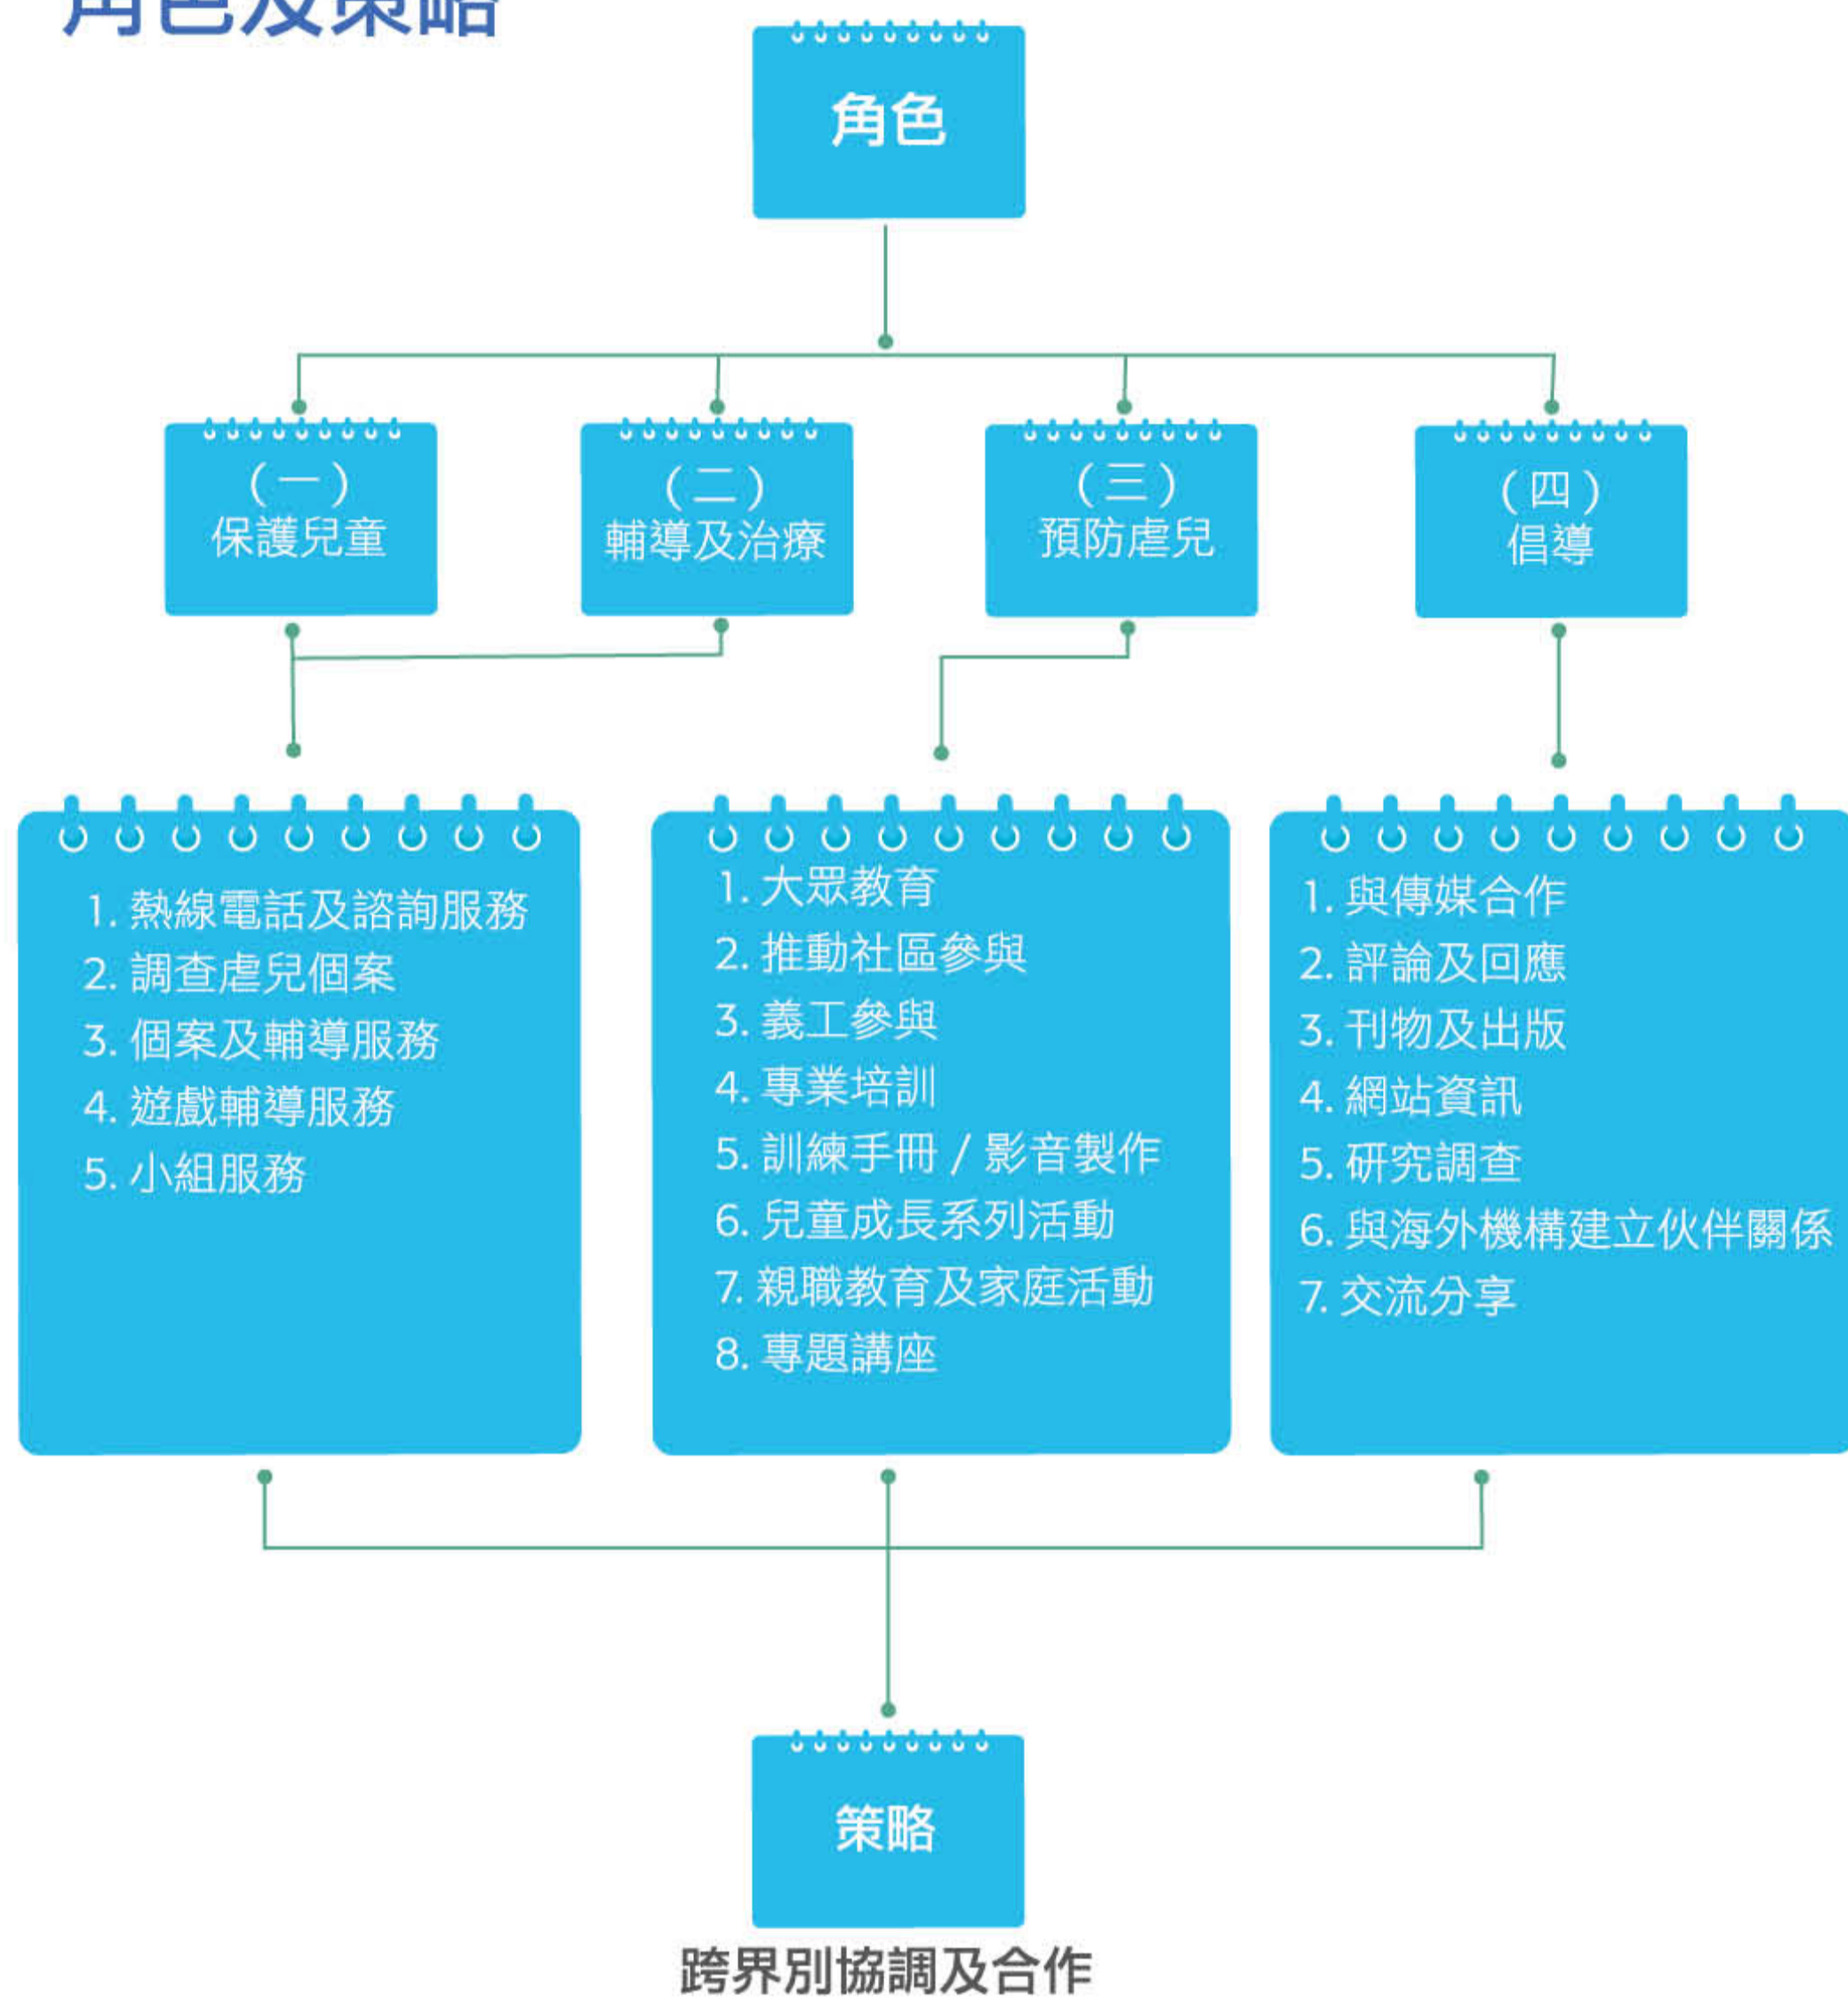 角色及策略
角色
（一）
保護兒童
（二）
輔導及治療
（三）
預防虐兒
（四）
倡導
1. 熱線電話及諮詢服務
2. 調查虐兒個案
3. 個案及輔導服務
4. 遊戲輔導服務
5. 小組服務
1. 大眾教育
2. 推動社區參與
3. 義工參與
4. 專業培訓
5. 訓練手冊 / 影音製作
6. 兒童成長系列活動
7. 親職教育及家庭活動
8. 專題講座
1. 與傳媒合作
2. 評論及回應
3. 刊物及出版
4. 網站資訊
5. 研究調查
6. 與海外機構建立伙伴關係
7. 交流分享
策略
跨界別協調及合作